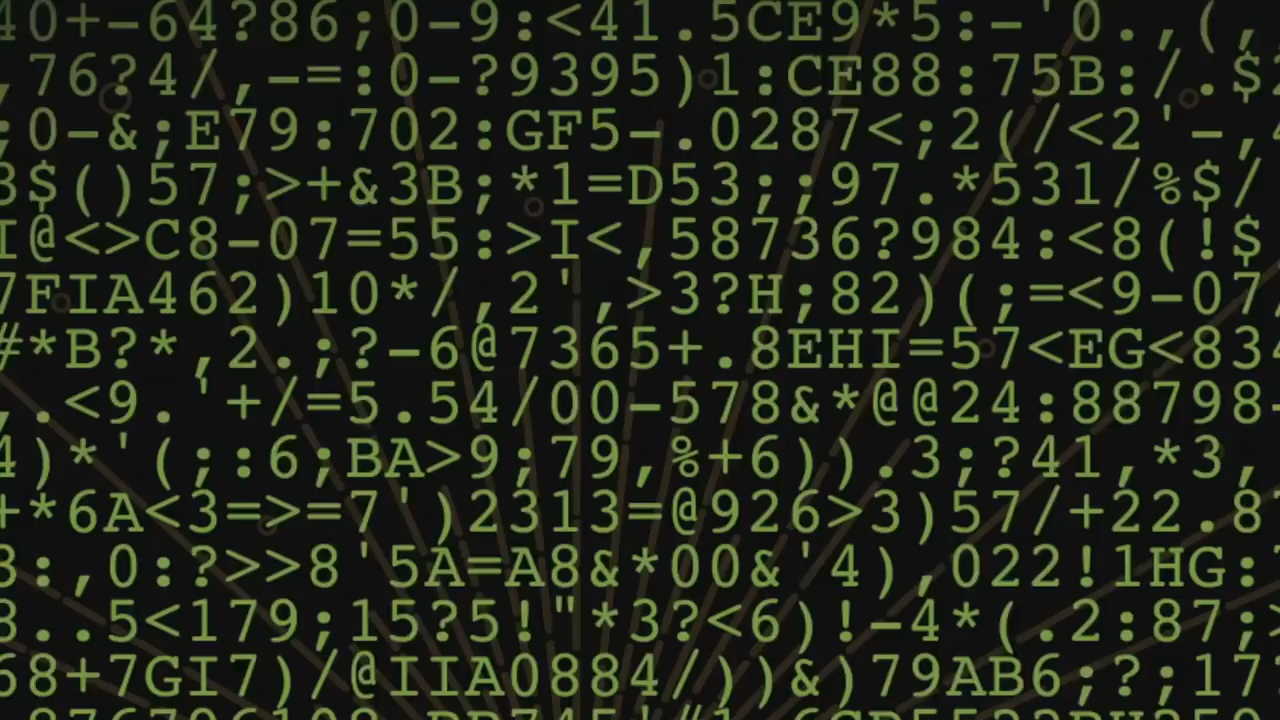 40+-64?86;0-9:<41.5CE9*5:-'0.,(,
,76?4/,-=:0-?9395)1:CE88:75B:/.$
;0-&;E79:702:GF5-.0287<;2(/<2'-,
3$()57;>+&3B;*1=D53;;97.*531/%$/
I@<>C8-07=55:>I<,58736?984:<8(!$
7FIA462)10*/,2',>3?H;82)(;=<9-07,
#*B?*,2.;?-6@7365+.8EHI=57<EG<834
,.<9.'+/=5.54/00-578&*@@24:88798-
4)*'(;:6;BA>9;79,%+6)).3;?41,*3,
+*6A<3=>=7')2313=@926>3)57/+22.8
8:,0:?>>8'5A=A8&*00&'4),022!1HG:
8..5<179;15?5!"*3?<6)!-4*(.2:87;>
68+7GI7)/@IIA0884/))&)79AB6;?;17